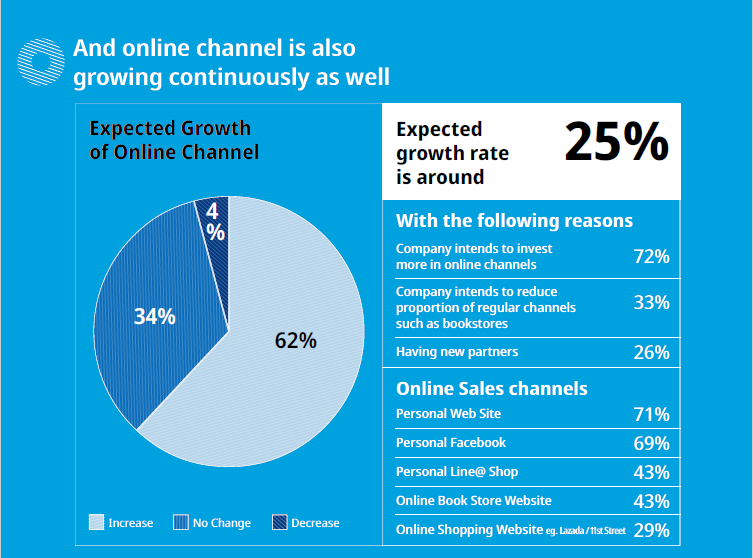 And online channel is also
growing continuously as well
Expected Growth
of Online Channel
4
%
34%
62%
Increase
No Change
Decrease
Expected
growth rate
is around
25%
With the following reasons
Company intends to invest
more in online channels
72%
Company intends to reduce
proportion of regular channels
such as bookstores
33%
Having new partners
26%
Online Sales channels
Personal Web Site
71%
Personal Facebook
69%
Personal Line@ Shop
43%
Online Book Store Website
43%
Online Shopping Website eg. Lazada / 11st Street
29%